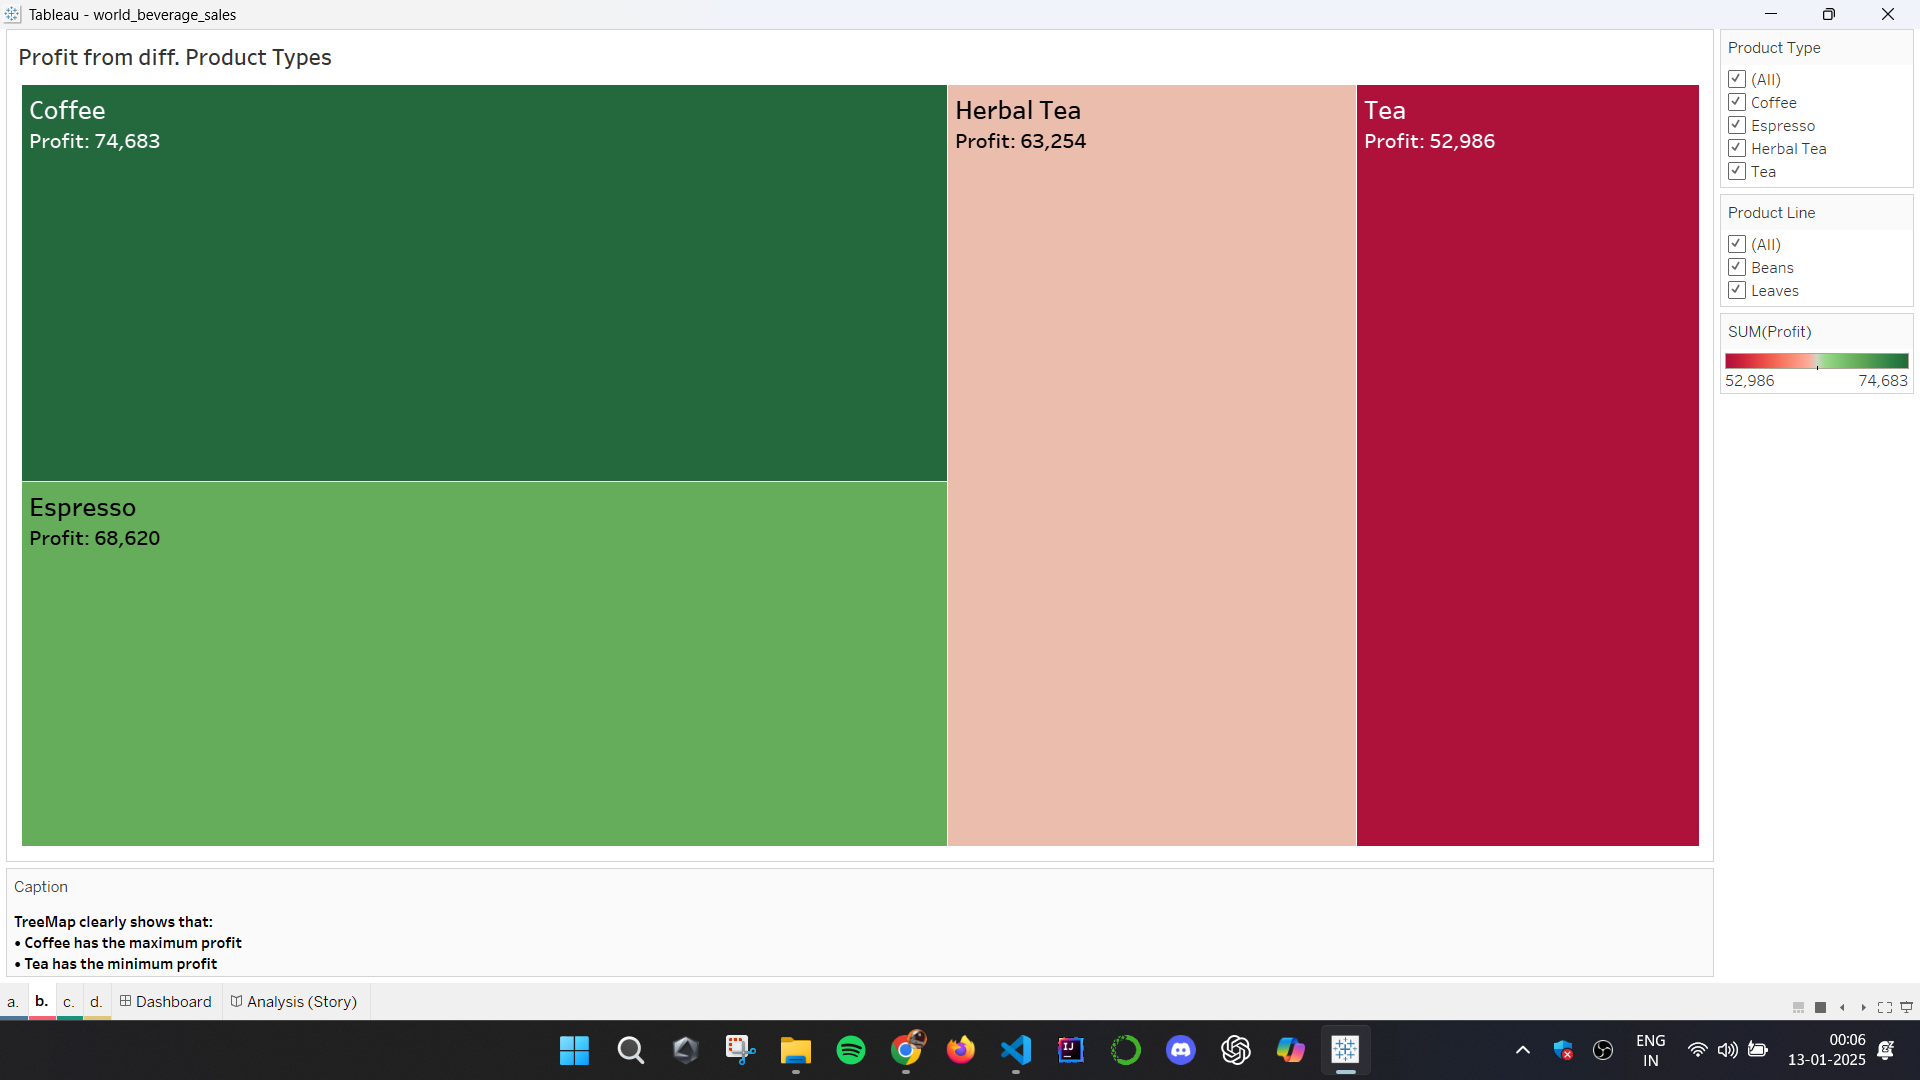 Tableau - world_beverage_sales
Profit from diff. Product Types
Coffee
Profit: 74,683
Espresso
Profit: 68,620
Herbal Tea
Profit: 63,254
Tea
Profit: 52,986
Product Type
(All)
Coffee
Espresso
Herbal Tea
Tea
Product Line
(All)
Beans
Leaves
SUM(Profit)
52,986 74,683
Caption
TreeMap clearly shows that:
• Coffee has the maximum profit
• Tea has the minimum profit
a. b. c. d. Dashboard Analysis (Story)
IJ
ENG
IN
00:06
13-01-2025